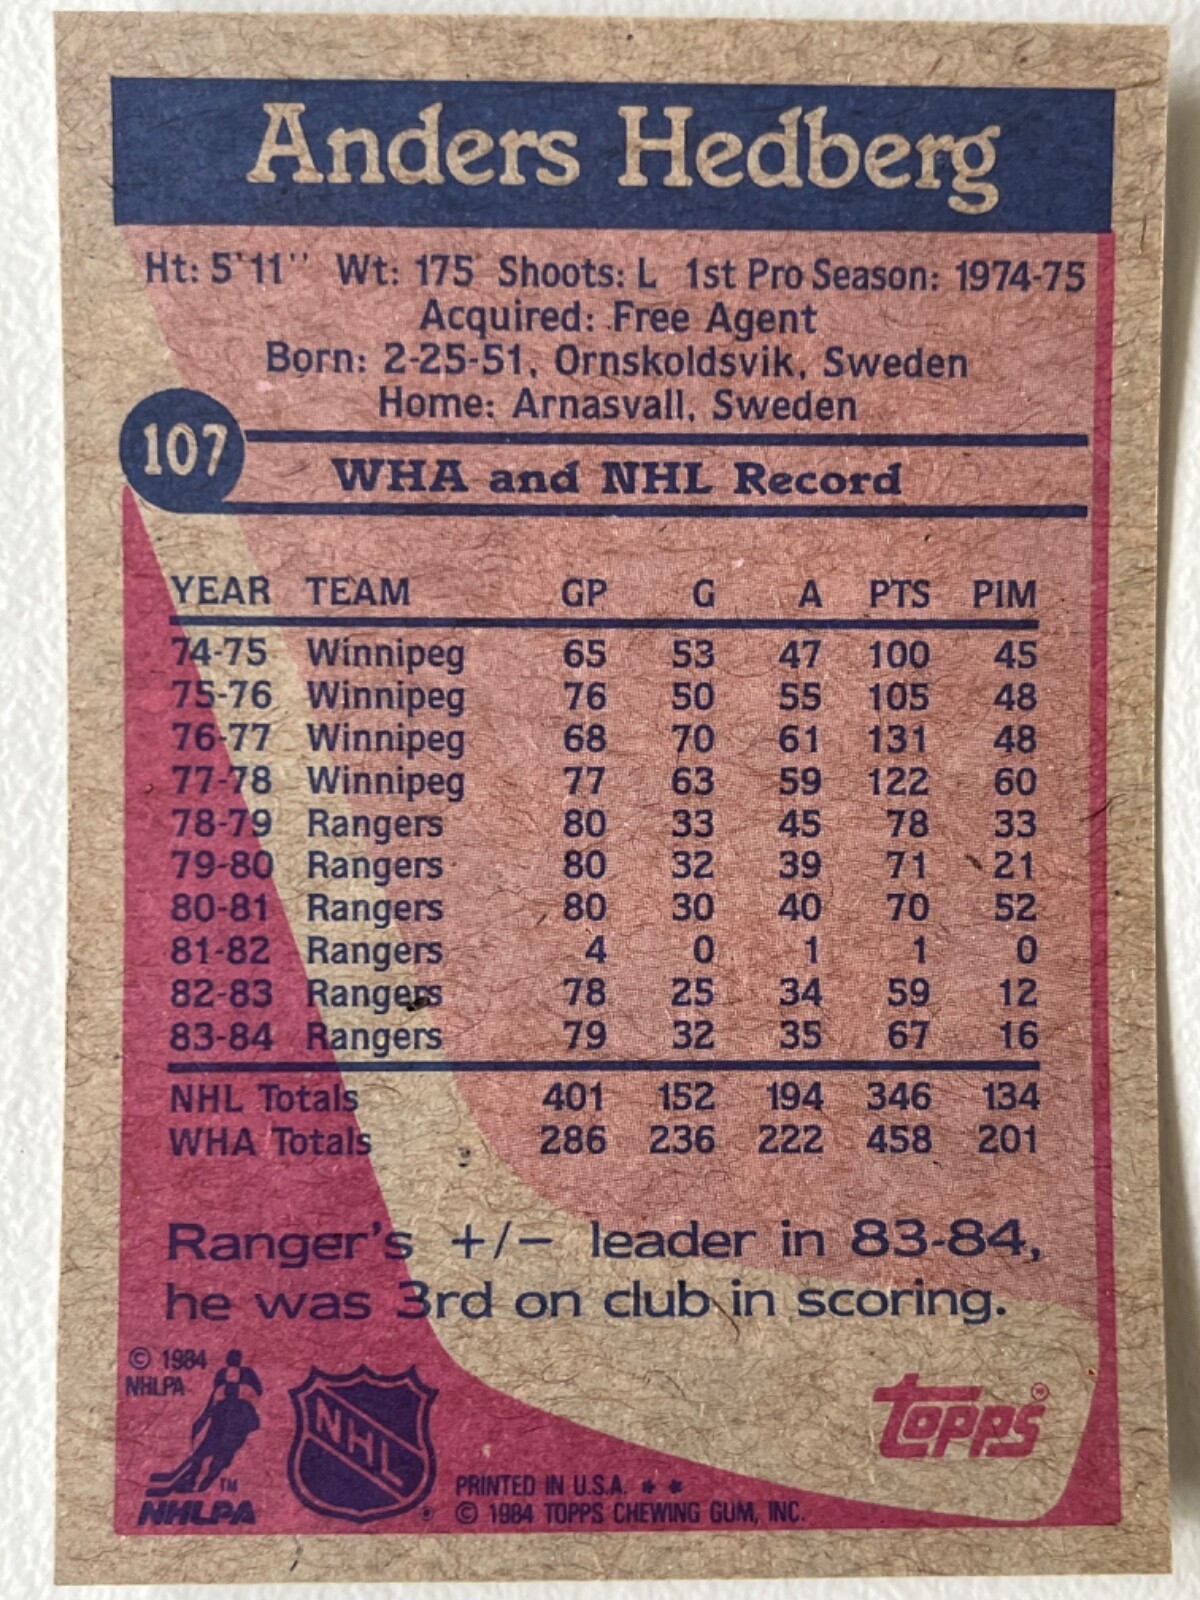 Anders Hedberg
Ht: 5'11'' Wt: 175 Shoots: L 1st Pro Season: 1974-75
Acquired: Free Agent
Born: 2-25-51, Ornskoldsvik, Sweden
Home: Arnasvall, Sweden
107
WHA and NHL Record
YEAR TEAM GP G A PTS PIM
74-75 Winnipeg 65 53 47 100 45
75-76 Winnipeg 76 50 55 105 48
76-77 Winnipeg 68 70 61 131 48
77-78 Winnipeg 77 63 59 122 60
78-79 Rangers 80 33 45 78 33
79-80 Rangers 80 32 39 71 21
80-81 Rangers 80 30 40 70 52
81-82 Rangers 4 0 1 1 0
82-83 Rangers 78 25 34 59 12
83-84 Rangers 79 32 35 67 16
NHL Totals 401 152 194 346 134
WHA Totals 286 236 222 458 201
Ranger's +/− leader in 83-84,
he was 3rd on club in scoring.
© 1984
NHLPA
TM
NHLPA
NHL
®
PRINTED IN U.S.A. * *
© 1984 TOPPS CHEWING GUM, INC.
topps ®